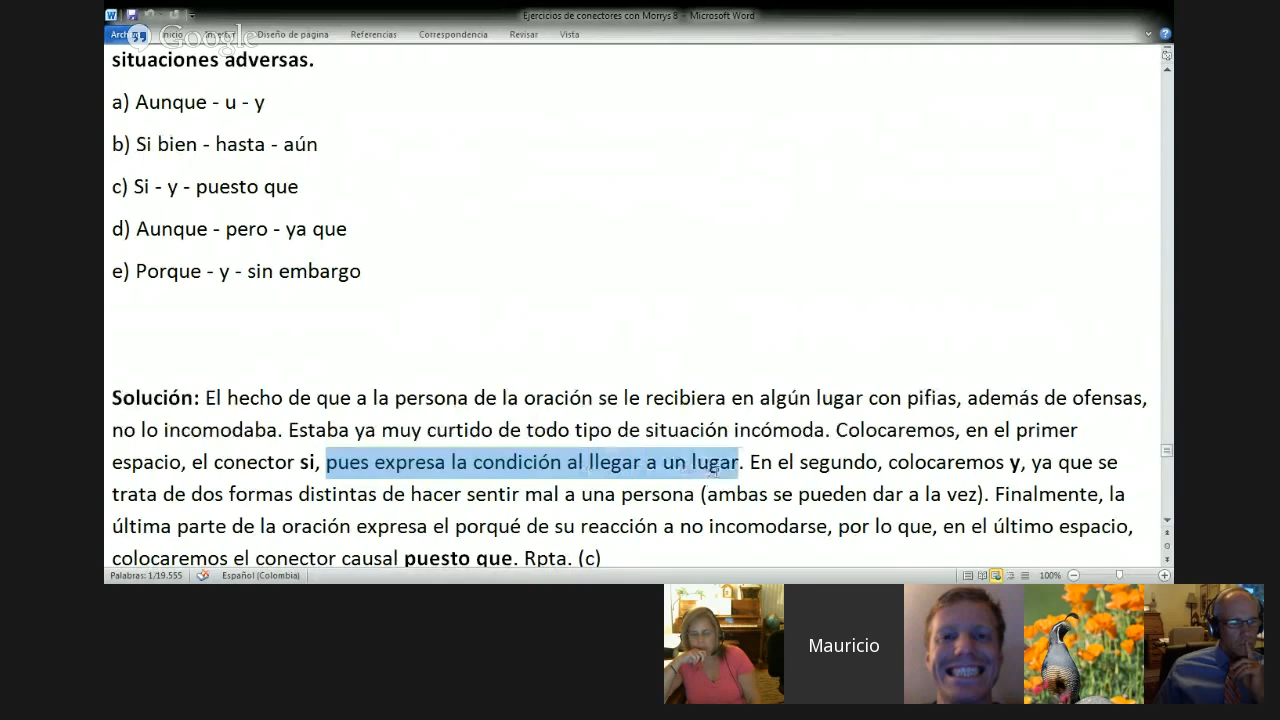 Ejercicios de conectores con Morrys 8 - Microsoft Word
Google
Archivo Inicio Insertar Diseño de página Referencias Correspondencia Revisar Vista
situaciones adversas.
a) Aunque - u - y
b) Si bien - hasta - aún
c) Si - y - puesto que
d) Aunque - pero - ya que
e) Porque - y - sin embargo
Solución: El hecho de que a la persona de la oración se le recibiera en algún lugar con pifias, además de ofensas,
no lo incomodaba. Estaba ya muy curtido de todo tipo de situación incómoda. Colocaremos, en el primer
espacio, el conector si, pues expresa la condición al llegar a un lugar. En el segundo, colocaremos y, ya que se
trata de dos formas distintas de hacer sentir mal a una persona (ambas se pueden dar a la vez). Finalmente, la
última parte de la oración expresa el porqué de su reacción a no incomodarse, por lo que, en el último espacio,
colocaremos el conector causal puesto que. Rpta. (c)
Palabras: 1/19.555 Español (Colombia) 100%
Mauricio